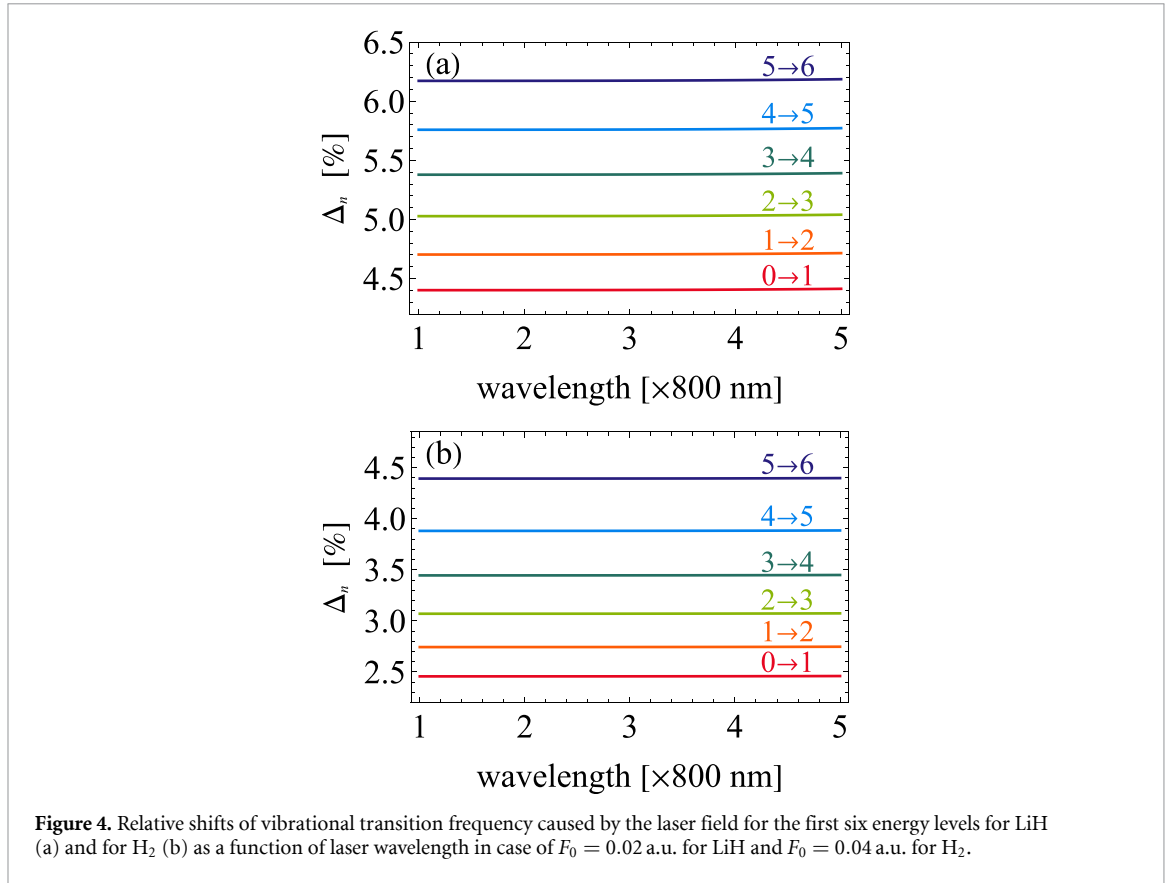 (a)
6.5
6.0
5.5
5.0
4.5
Δₙ [%]
5→6
4→5
3→4
2→3
1→2
0→1
1 2 3 4 5
wavelength [×800 nm]
(b)
4.5
4.0
3.5
3.0
2.5
Δₙ [%]
5→6
4→5
3→4
2→3
1→2
0→1
1 2 3 4 5
wavelength [×800 nm]
Figure 4. Relative shifts of vibrational transition frequency caused by the laser field for the first six energy levels for LiH
(a) and for H₂ (b) as a function of laser wavelength in case of F₀ = 0.02 a.u. for LiH and F₀ = 0.04 a.u. for H₂.